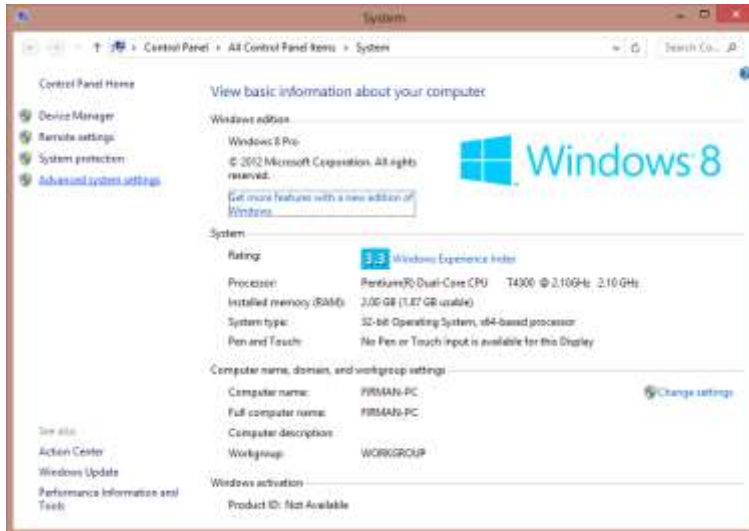 System
Control Panel › All Control Panel Items › System
Search Co...
Control Panel Home
Device Manager
Remote settings
System protection
Advanced system settings
View basic information about your computer
Windows edition
Windows 8 Pro
© 2012 Microsoft Corporation. All rights
reserved.
Get more features with a new edition of
Windows
Windows 8
System
Rating: 3.3 Windows Experience Index
Processor: Pentium(R) Dual-Core CPU T4300 @ 2.10GHz 2.10 GHz
Installed memory (RAM): 2.00 GB (1.87 GB usable)
System type: 32-bit Operating System, x64-based processor
Pen and Touch: No Pen or Touch Input is available for this Display
Computer name, domain, and workgroup settings
Computer name: FIRMAN-PC
Change settings
Full computer name: FIRMAN-PC
Computer description:
Workgroup: WORKGROUP
Windows activation
Product ID: Not Available
See also
Action Center
Windows Update
Performance Information and
Tools